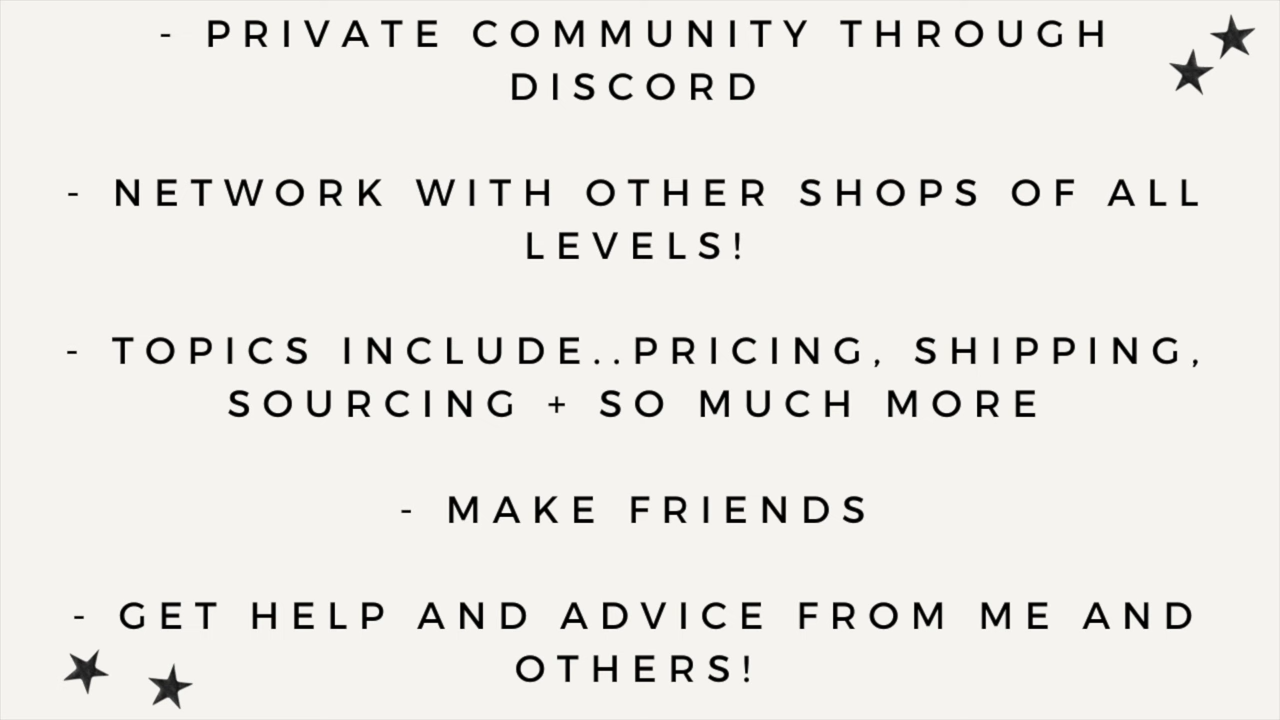 - PRIVATE COMMUNITY THROUGH
DISCORD
- NETWORK WITH OTHER SHOPS OF ALL
LEVELS!
- TOPICS INCLUDE..PRICING, SHIPPING,
SOURCING + SO MUCH MORE
- MAKE FRIENDS
- GET HELP AND ADVICE FROM ME AND
OTHERS!